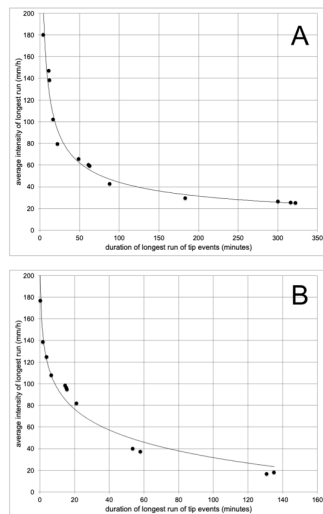 A
average intensity of longest run (mm/h)
200
180
160
140
120
100
80
60
40
20
0
0 50 100 150 200 250 300 350
duration of longest run of tip events (minutes)
B
average intensity of longest run (mm/h)
200
180
160
140
120
100
80
60
40
20
0
0 20 40 60 80 100 120 140 160
duration of longest run of tip events (minutes)